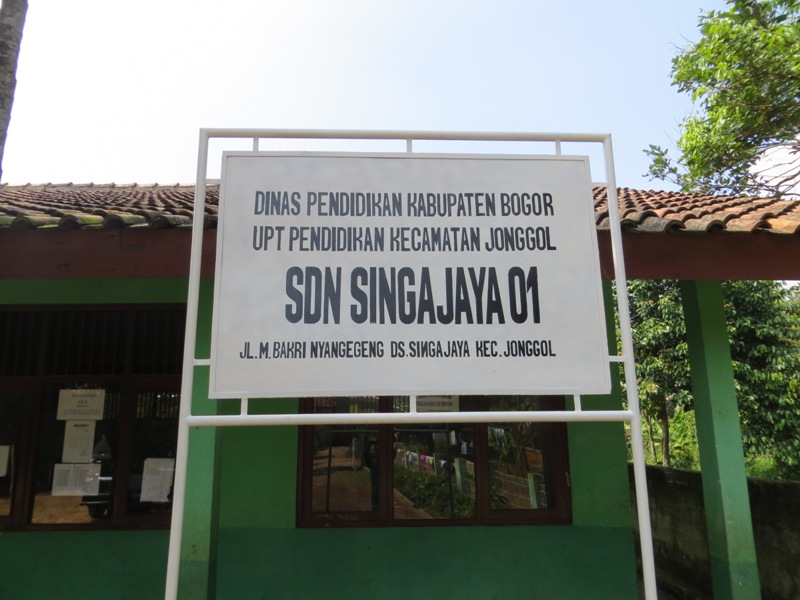 DINAS PENDIDIKAN KABUPATEN BOGOR
UPT PENDIDIKAN KECAMATAN JONGGOL
SDN SINGAJAYA 01
JL.M.BAKRI NYANGEGENG DS.SINGAJAYA KEC.JONGGOL